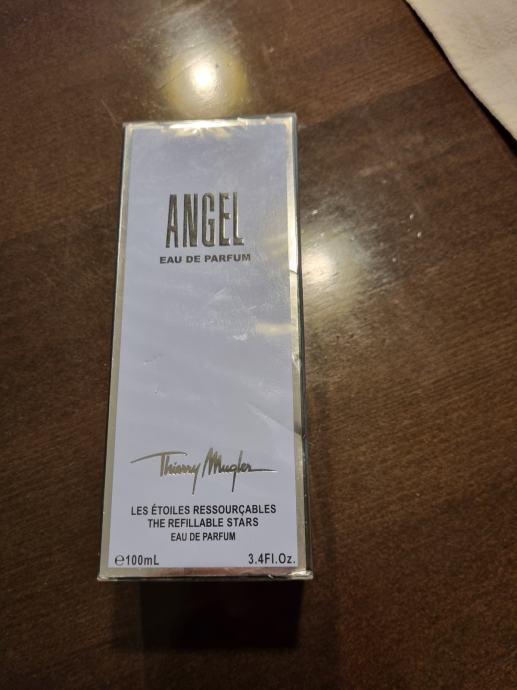 ANGEL
EAU DE PARFUM
Thierry Mugler
LES ÉTOILES RESSOURÇABLES
THE REFILLABLE STARS
EAU DE PARFUM
℮100mL 3.4Fl.Oz.